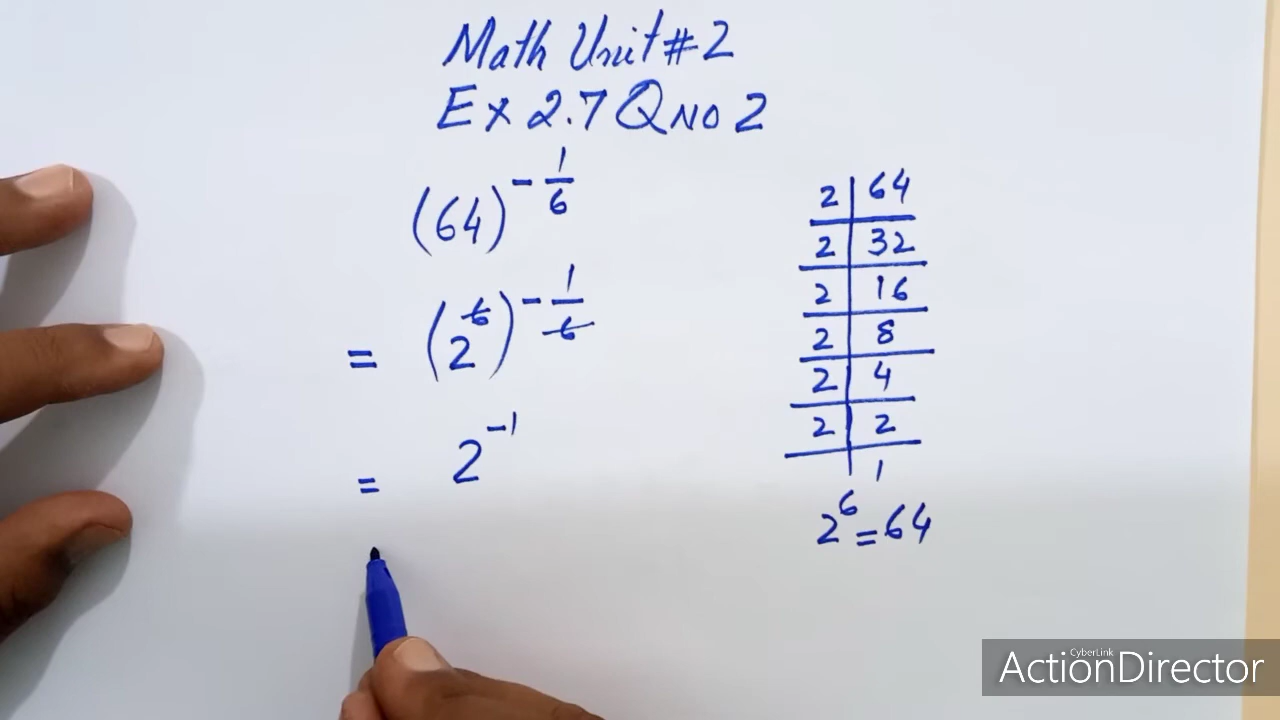 Math Unit #2
Ex 2.7 Q NO 2
(64)^{-1/6}
= (2^6)^{-1/6}
= 2^{-1}
2 | 64
2 | 32
2 | 16
2 | 8
2 | 4
2 | 2
| 1
2^6 = 64
CyberLink
ActionDirector